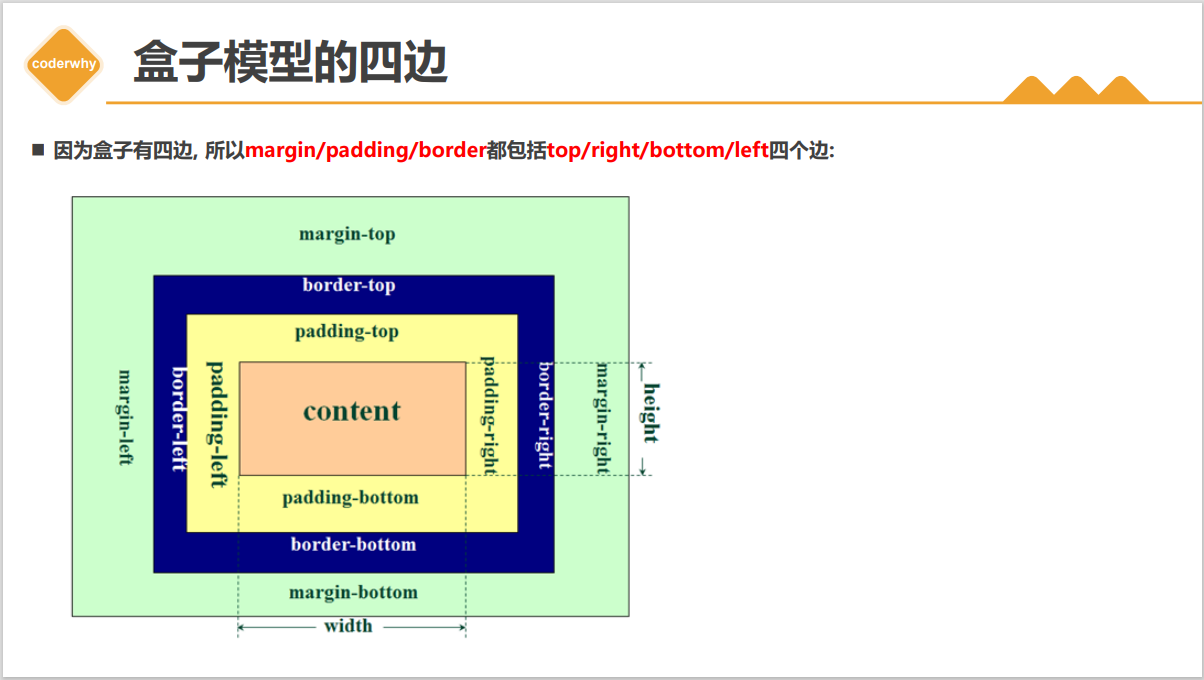 coderwhy
盒子模型的四边
因为盒子有四边, 所以margin/padding/border都包括top/right/bottom/left四个边:
margin-top
border-top
padding-top
margin-left
border-left
padding-left
content
padding-right
border-right
margin-right
height
padding-bottom
border-bottom
margin-bottom
width